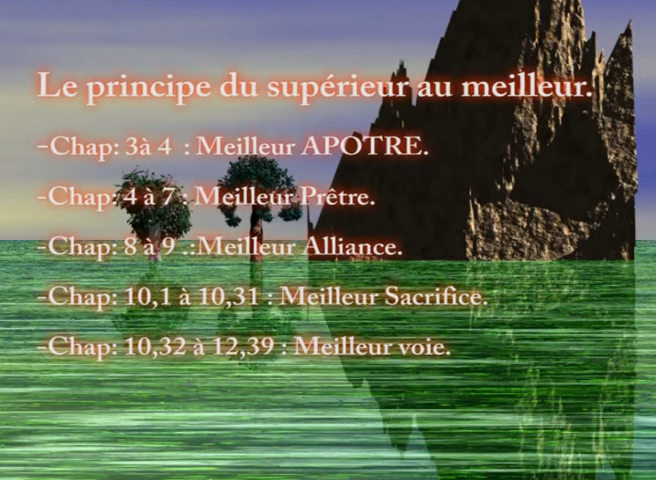 Le principe du supérieur au meilleur.
-Chap: 3à 4 : Meilleur APOTRE.
-Chap: 4 à 7 : Meilleur Prêtre.
-Chap: 8 à 9 .:Meilleur Alliance.
-Chap: 10,1 à 10,31 : Meilleur Sacrifice.
-Chap: 10,32 à 12,39 : Meilleur voie.